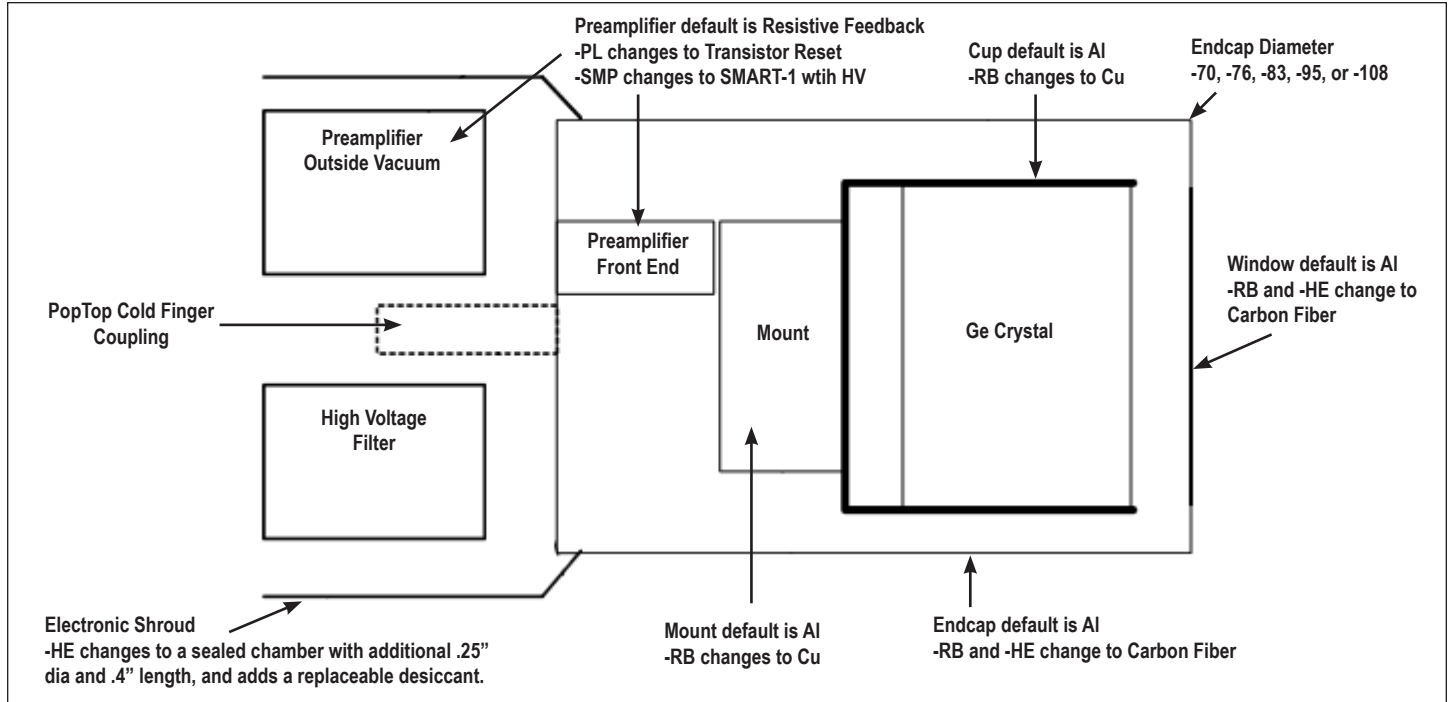 Preamplifier default is Resistive Feedback
-PL changes to Transistor Reset
-SMP changes to SMART-1 wtih HV
Cup default is Al
-RB changes to Cu
Endcap Diameter
-70, -76, -83, -95, or -108
Preamplifier
Outside Vacuum
Preamplifier
Front End
Window default is Al
-RB and -HE change to
Carbon Fiber
PopTop Cold Finger
Coupling
Mount
Ge Crystal
High Voltage
Filter
Electronic Shroud
-HE changes to a sealed chamber with additional .25”
dia and .4” length, and adds a replaceable desiccant.
Mount default is Al
-RB changes to Cu
Endcap default is Al
-RB and -HE change to Carbon Fiber